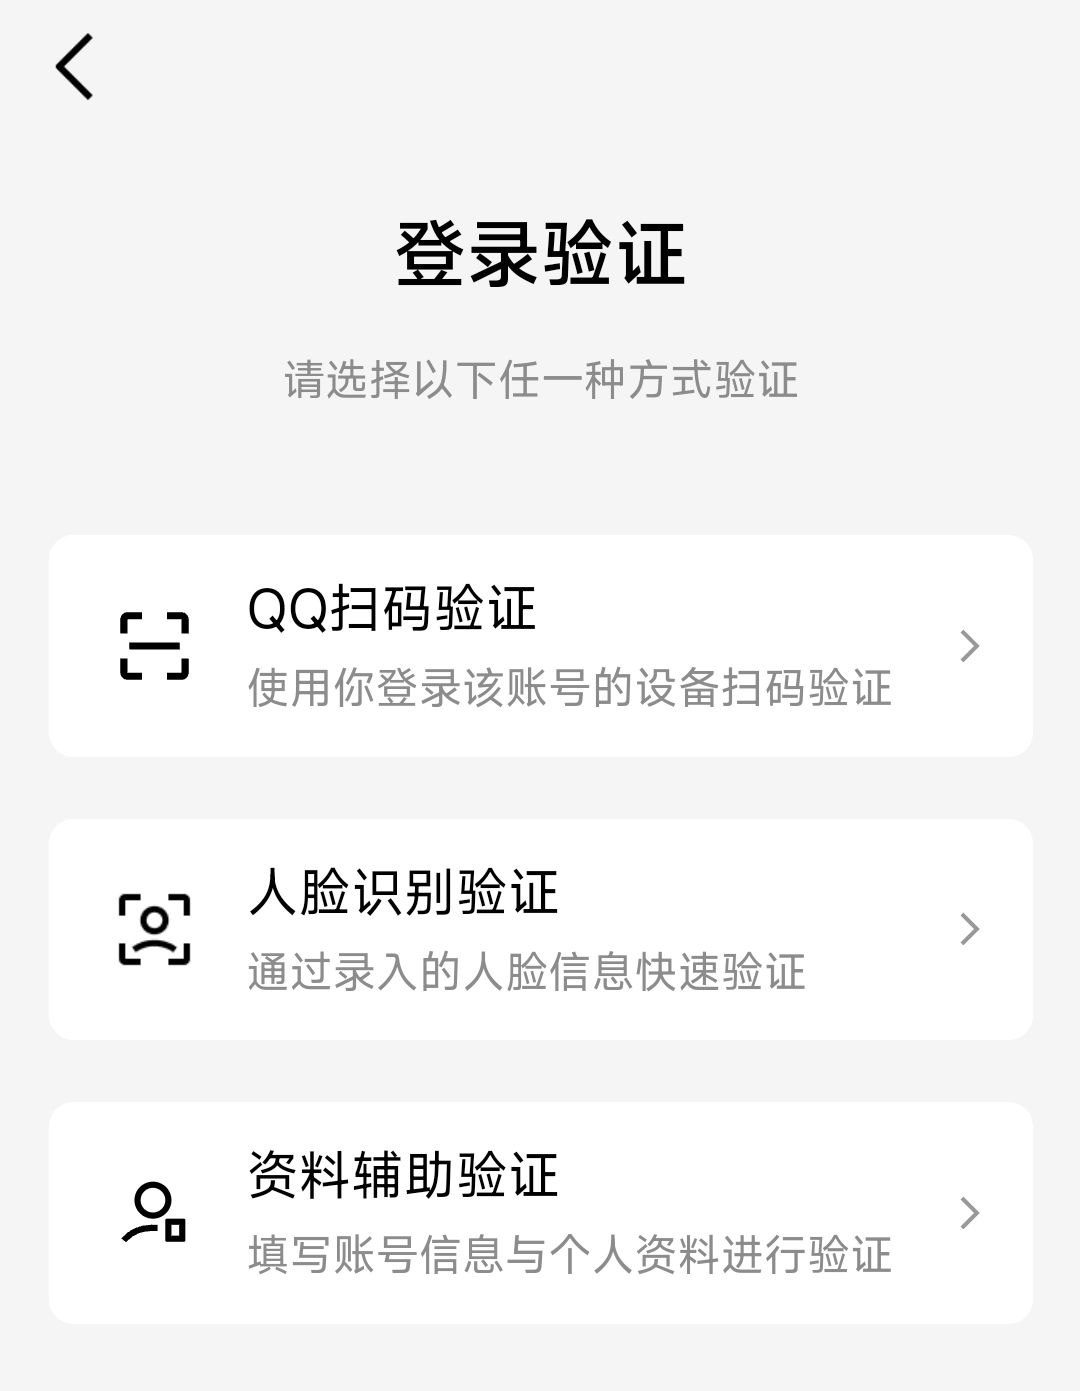 登录验证
请选择以下任一种方式验证
QQ扫码验证
使用你登录该账号的设备扫码验证
人脸识别验证
通过录入的人脸信息快速验证
资料辅助验证
填写账号信息与个人资料进行验证